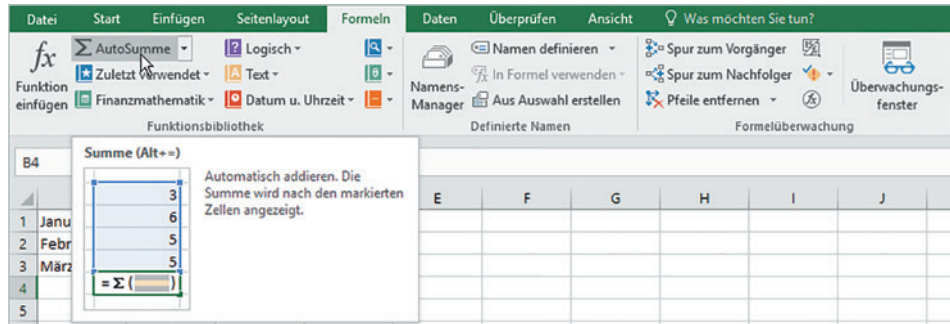 Datei Start Einfügen Seitenlayout Formeln Daten Überprüfen Ansicht Was möchten Sie tun?
fx
Funktion einfügen
Σ AutoSumme
Zuletzt verwendet
Finanzmathematik
? Logisch
A Text
Datum u. Uhrzeit
θ
Funktionsbibliothek
Namens-Manager
Namen definieren
fx In Formel verwenden
Aus Auswahl erstellen
Definierte Namen
Spur zum Vorgänger
Spur zum Nachfolger
Pfeile entfernen
fx
Formelüberwachung
Überwachungs-
fenster
B4
Summe (Alt+=)
3
6
5
5
= Σ ( )
Automatisch addieren. Die
Summe wird nach den markierten
Zellen angezeigt.
E F G H I J
1 Janu
2 Febr
3 März
4
5